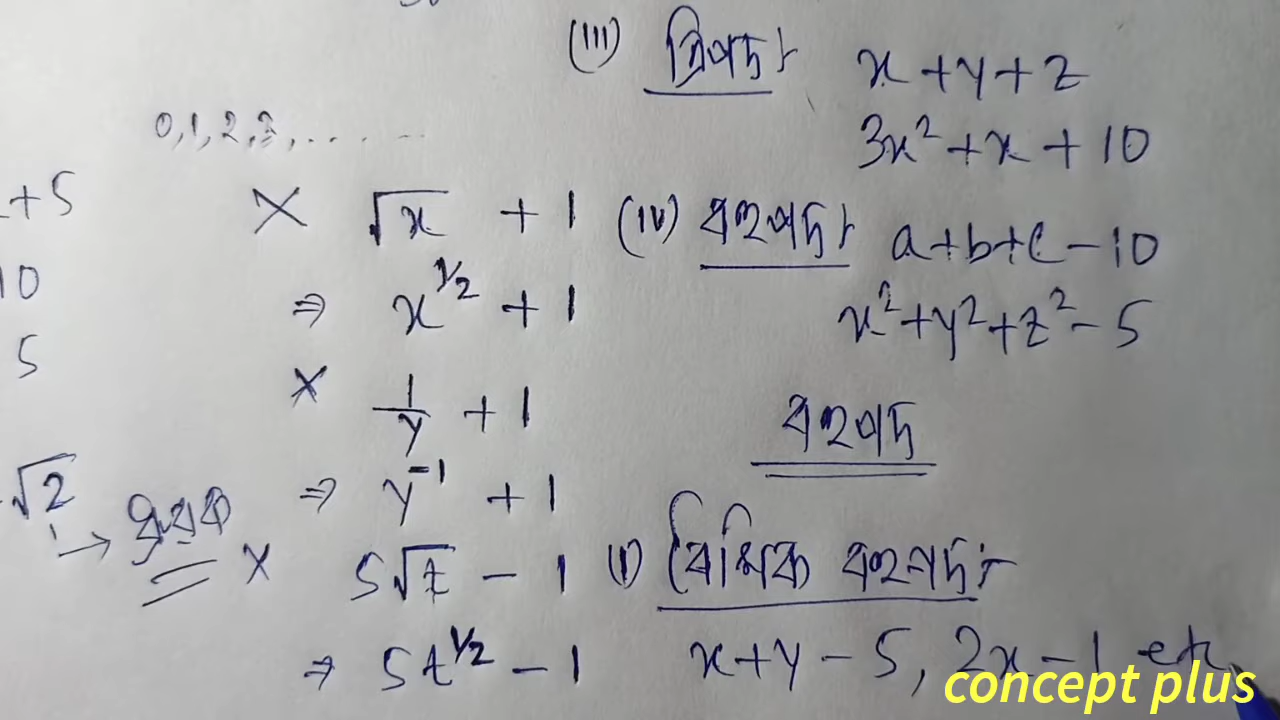 0, 1, 2, 3, . . . . . .
+ 5
10
5
√2
→ ধ্ৰুৱক
× √x + 1
⇒ x^1/2 + 1
× 1/y + 1
⇒ y^-1 + 1
× 5√t - 1
⇒ 5t^1/2 - 1
(III) ত্ৰিপদ :- x + y + z
3x² + x + 10
(IV) বহুপদ :- a + b + c - 10
x² + y² + z² - 5
বহুপদ
(I) ৰৈখিক বহুপদ :-
x + y - 5, 2x - 1 etc
concept plus